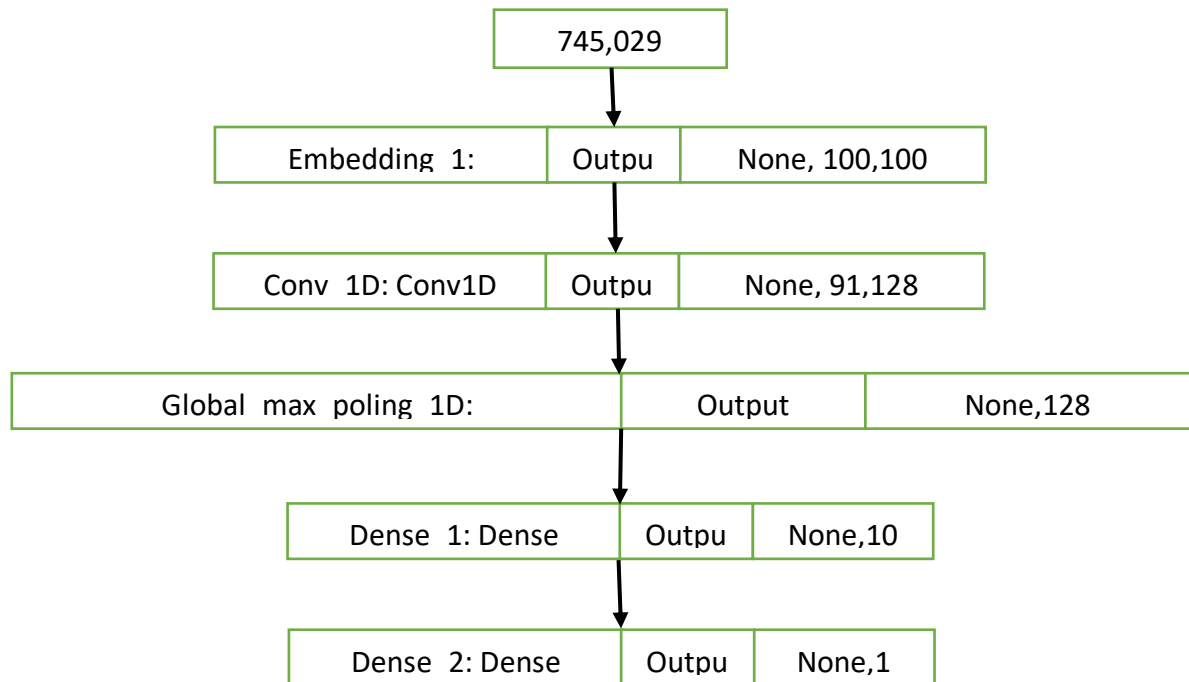 745,029
Embedding 1: Outpu None, 100,100
Conv 1D: Conv1D Outpu None, 91,128
Global max poling 1D: Output None,128
Dense 1: Dense Outpu None,10
Dense 2: Dense Outpu None,1